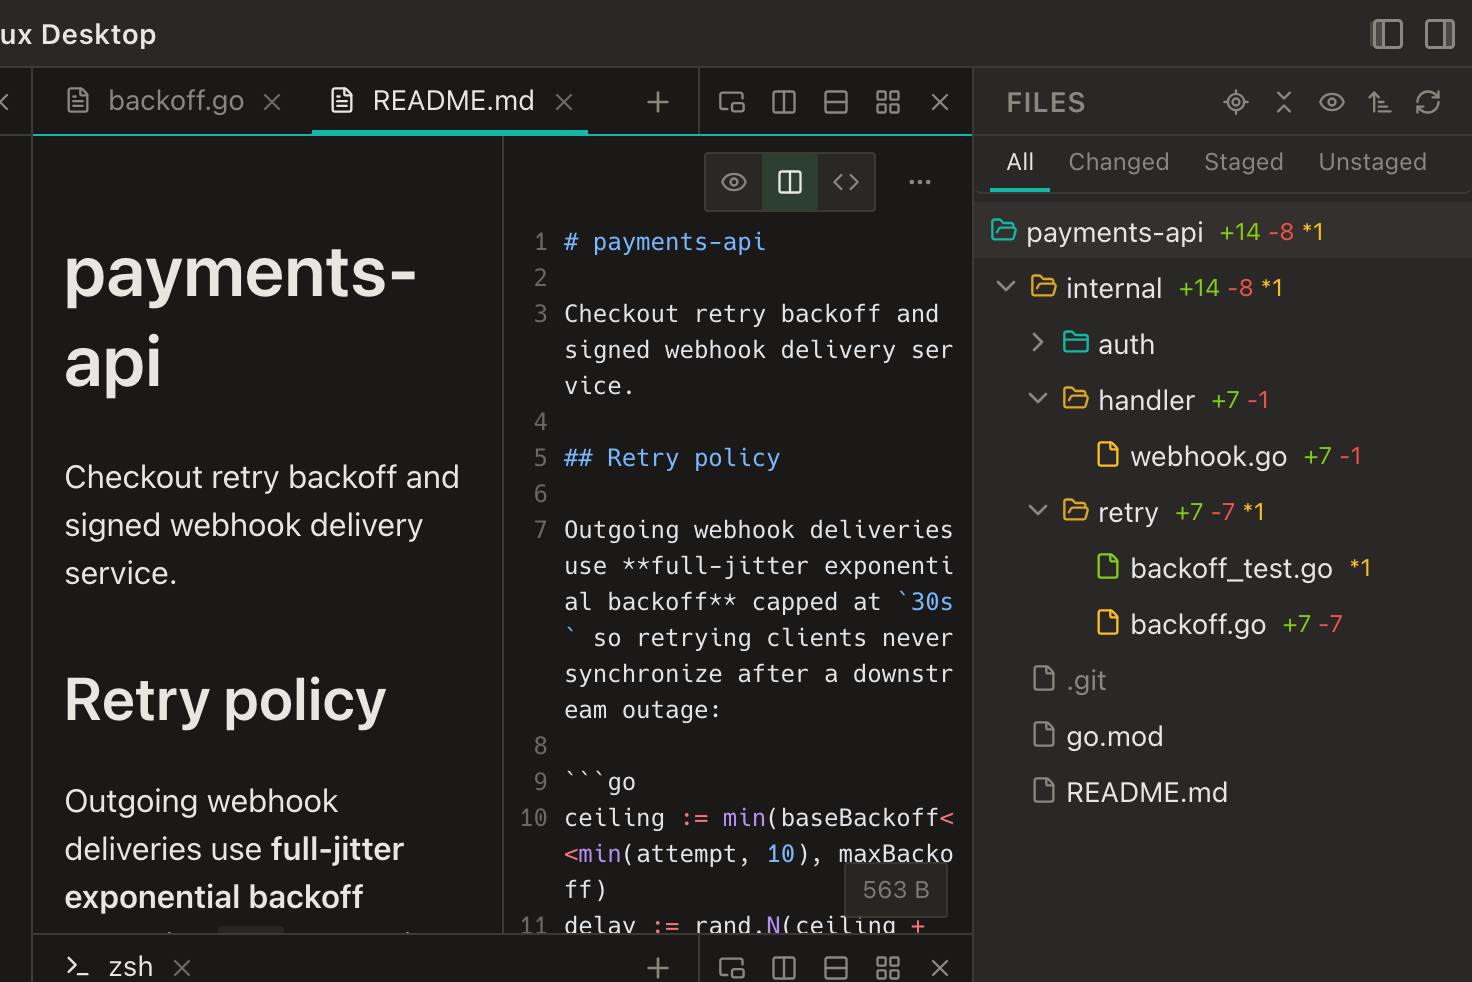 ux Desktop
backoff.go
README.md
payments-
api
Checkout retry backoff and
signed webhook delivery
service.
Retry policy
Outgoing webhook
deliveries use full-jitter
exponential backoff
1 # payments-api
2
3 Checkout retry backoff and
signed webhook delivery ser
vice.
4
5 ## Retry policy
6
7 Outgoing webhook deliveries
use **full-jitter exponenti
al backoff** capped at `30s
` so retrying clients never
synchronize after a downstr
eam outage:
8
9 ```go
10 ceiling := min(baseBackoff<
<min(attempt, 10), maxBacko
ff)
11 delay := rand.N(ceiling +
563 B
zsh
FILES
All Changed Staged Unstaged
payments-api +14 -8 *1
internal +14 -8 *1
auth
handler +7 -1
webhook.go +7 -1
retry +7 -7 *1
backoff_test.go *1
backoff.go +7 -7
.git
go.mod
README.md